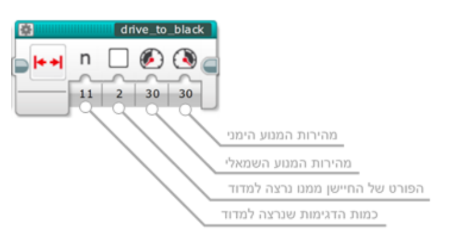 drive_to_black
n
11 2 30 30
מהירות המנוע הימני
מהירות המנוע השמאלי
הפורט של החיישן ממנו נרצה למדוד
כמות הדגימות שנרצה למדוד